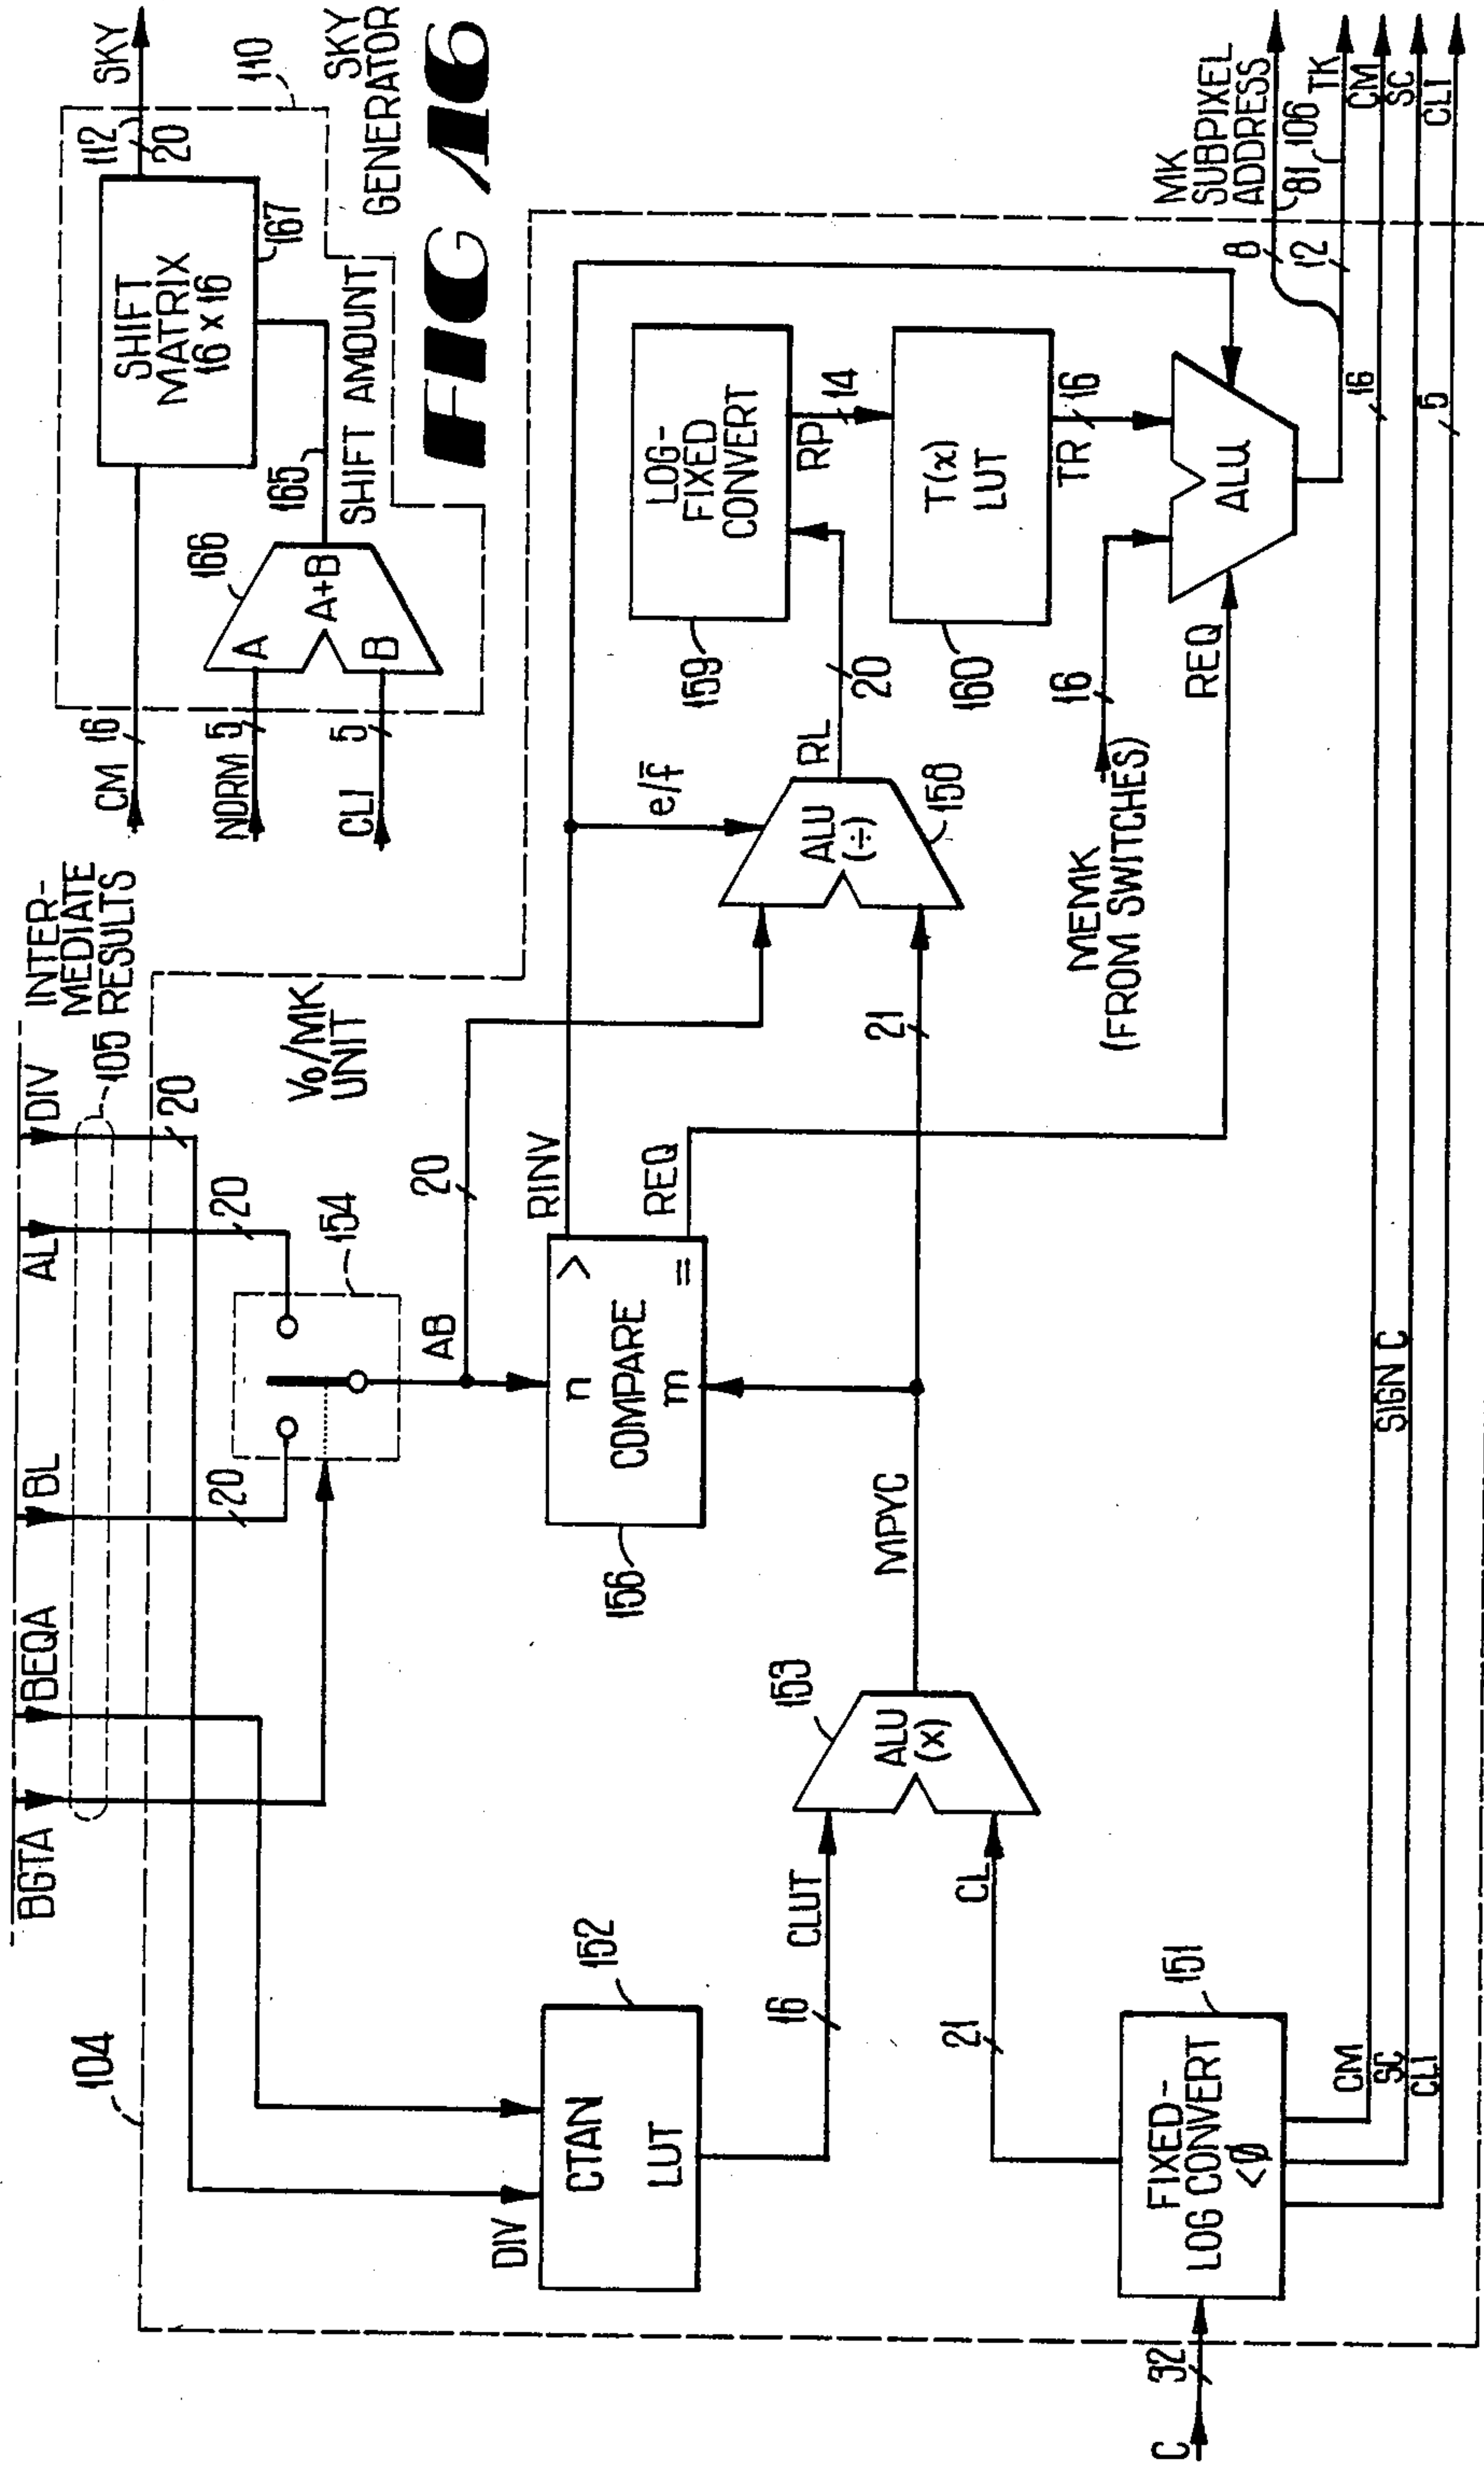 BGTA
BEQA
BL
AL
DIV
INTER-
MEDIATE
105 RESULTS
20
20
20
104
154
V0/MK
UNIT
DIV
CTAN
LUT
152
CLUT
16
AB
20
n
COMPARE
m
>
=
156
RINV
REQ
e/f̅
ALU
(x)
153
MPYC
21
CL
21
ALU
(÷)
158
RL
20
LOG-
FIXED
CONVERT
159
RP
14
T(x)
LUT
160
TR
16
MEMK
(FROM SWITCHES)
16
REQ
ALU
8
12
MK
SUBPIXEL
ADDRESS
81
106
TK
CM
SC
CLI
C
32
FIXED-
LOG CONVERT
<Ø
151
CM
SC
CLI
SIGN C
16
5
CM
16
NORM
5
CLI
5
A
A+B
B
166
165
SHIFT AMOUNT
SHIFT
MATRIX
16 x 16
167
112
20
SKY
110
SKY
GENERATOR
FIG A6